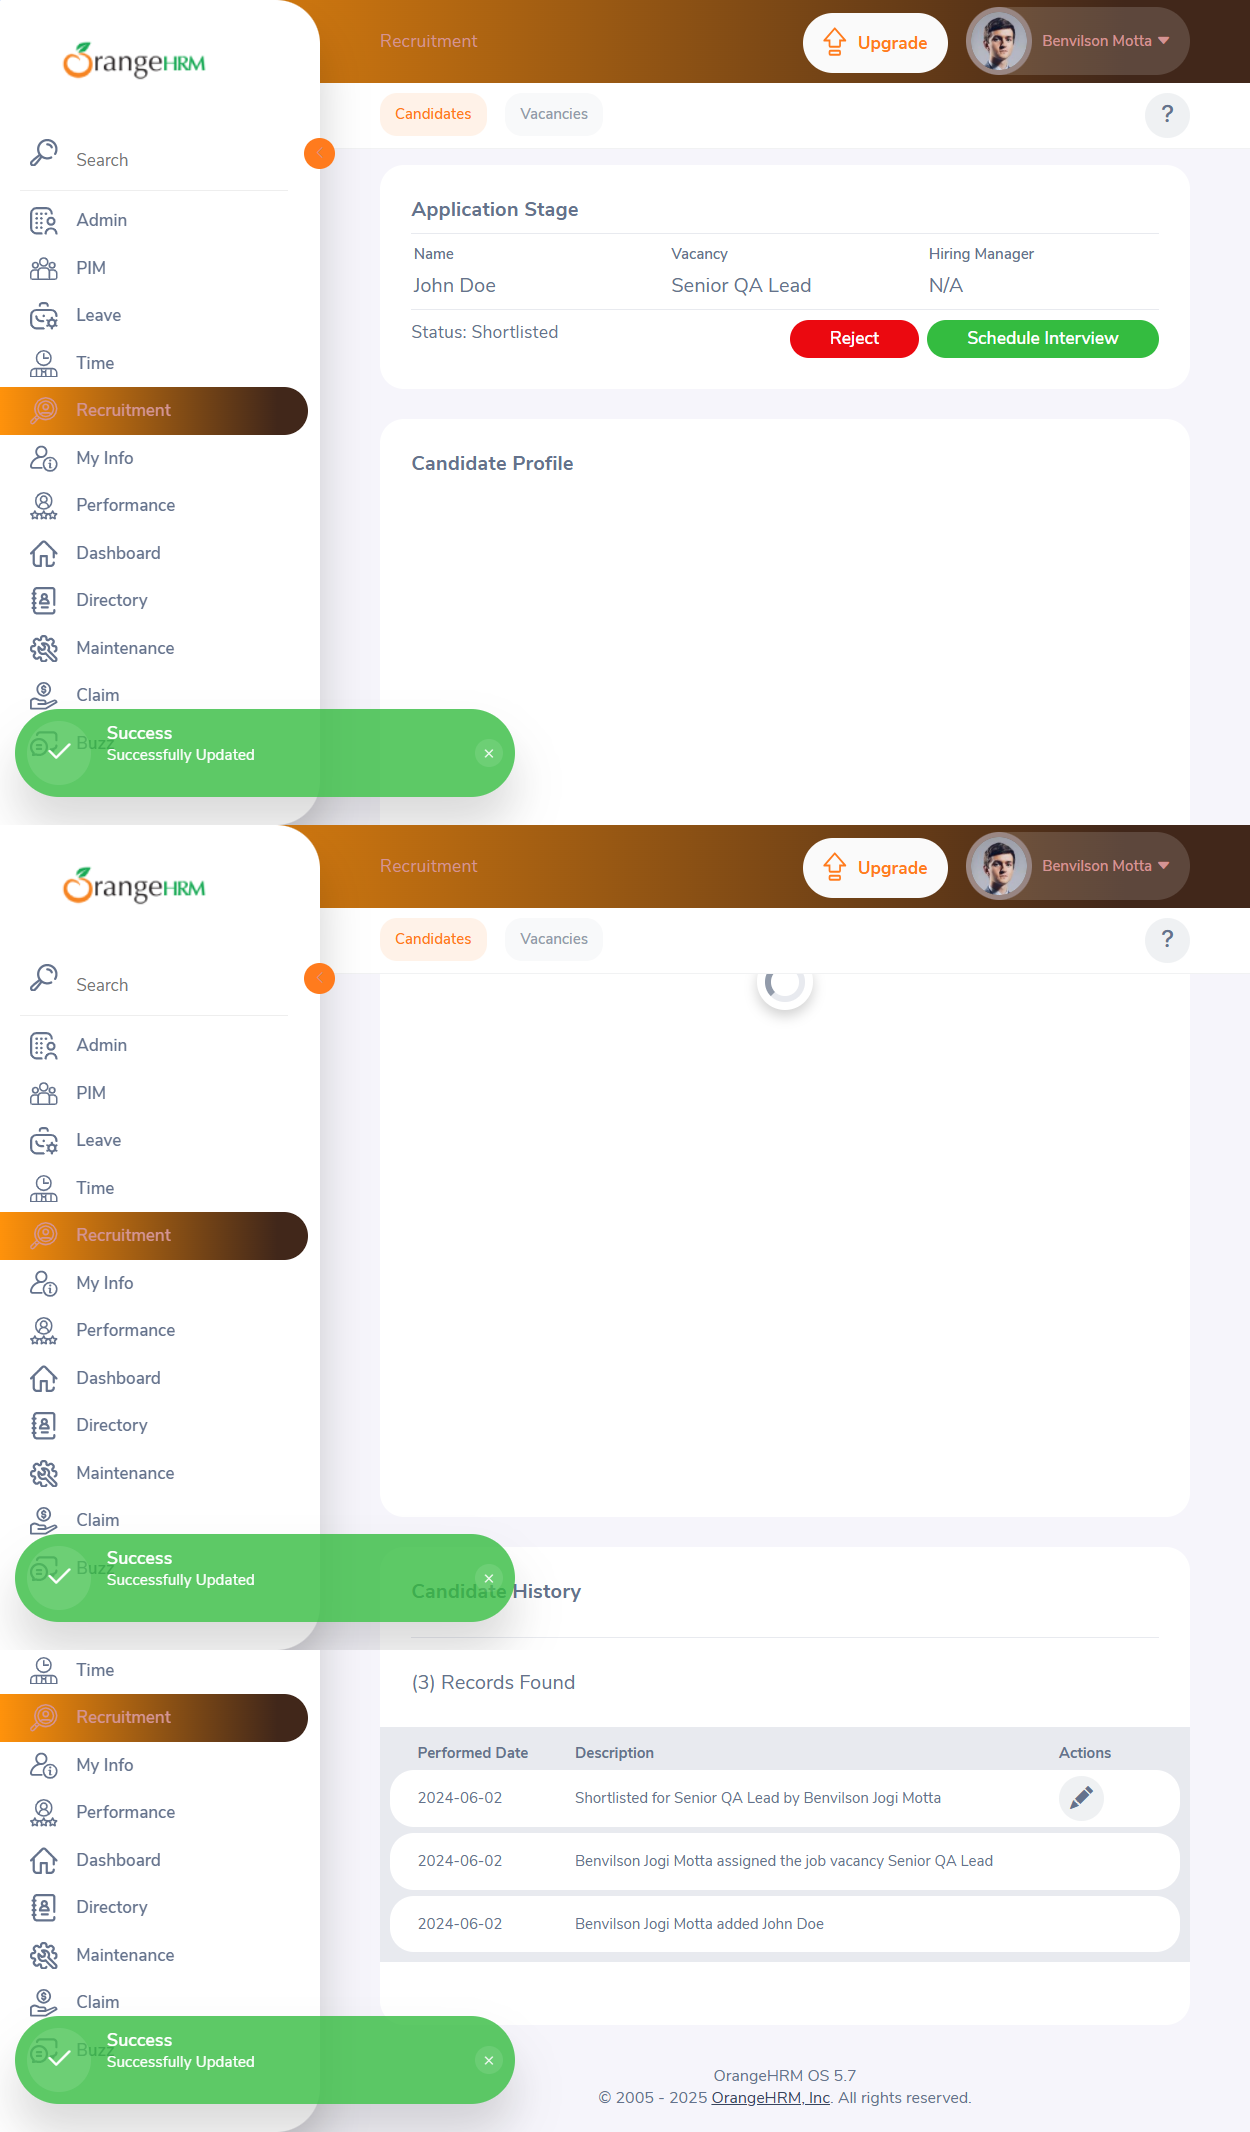 OrangeHRM
Recruitment
Upgrade
Benvilson Motta
Candidates
Vacancies
?
Search
Admin
PIM
Leave
Time
Recruitment
My Info
Performance
Dashboard
Directory
Maintenance
Claim
Buzz
Application Stage
Name
Vacancy
Hiring Manager
John Doe
Senior QA Lead
N/A
Status: Shortlisted
Reject
Schedule Interview
Candidate Profile
Success
Successfully Updated
OrangeHRM
Recruitment
Upgrade
Benvilson Motta
Candidates
Vacancies
?
Search
Admin
PIM
Leave
Time
Recruitment
My Info
Performance
Dashboard
Directory
Maintenance
Claim
Buzz
Success
Successfully Updated
Candidate History
Time
Recruitment
My Info
Performance
Dashboard
Directory
Maintenance
Claim
Buzz
Success
Successfully Updated
(3) Records Found
Performed Date Description Actions
2024-06-02 Shortlisted for Senior QA Lead by Benvilson Jogi Motta
2024-06-02 Benvilson Jogi Motta assigned the job vacancy Senior QA Lead
2024-06-02 Benvilson Jogi Motta added John Doe
OrangeHRM OS 5.7
© 2005 - 2025 OrangeHRM, Inc. All rights reserved.